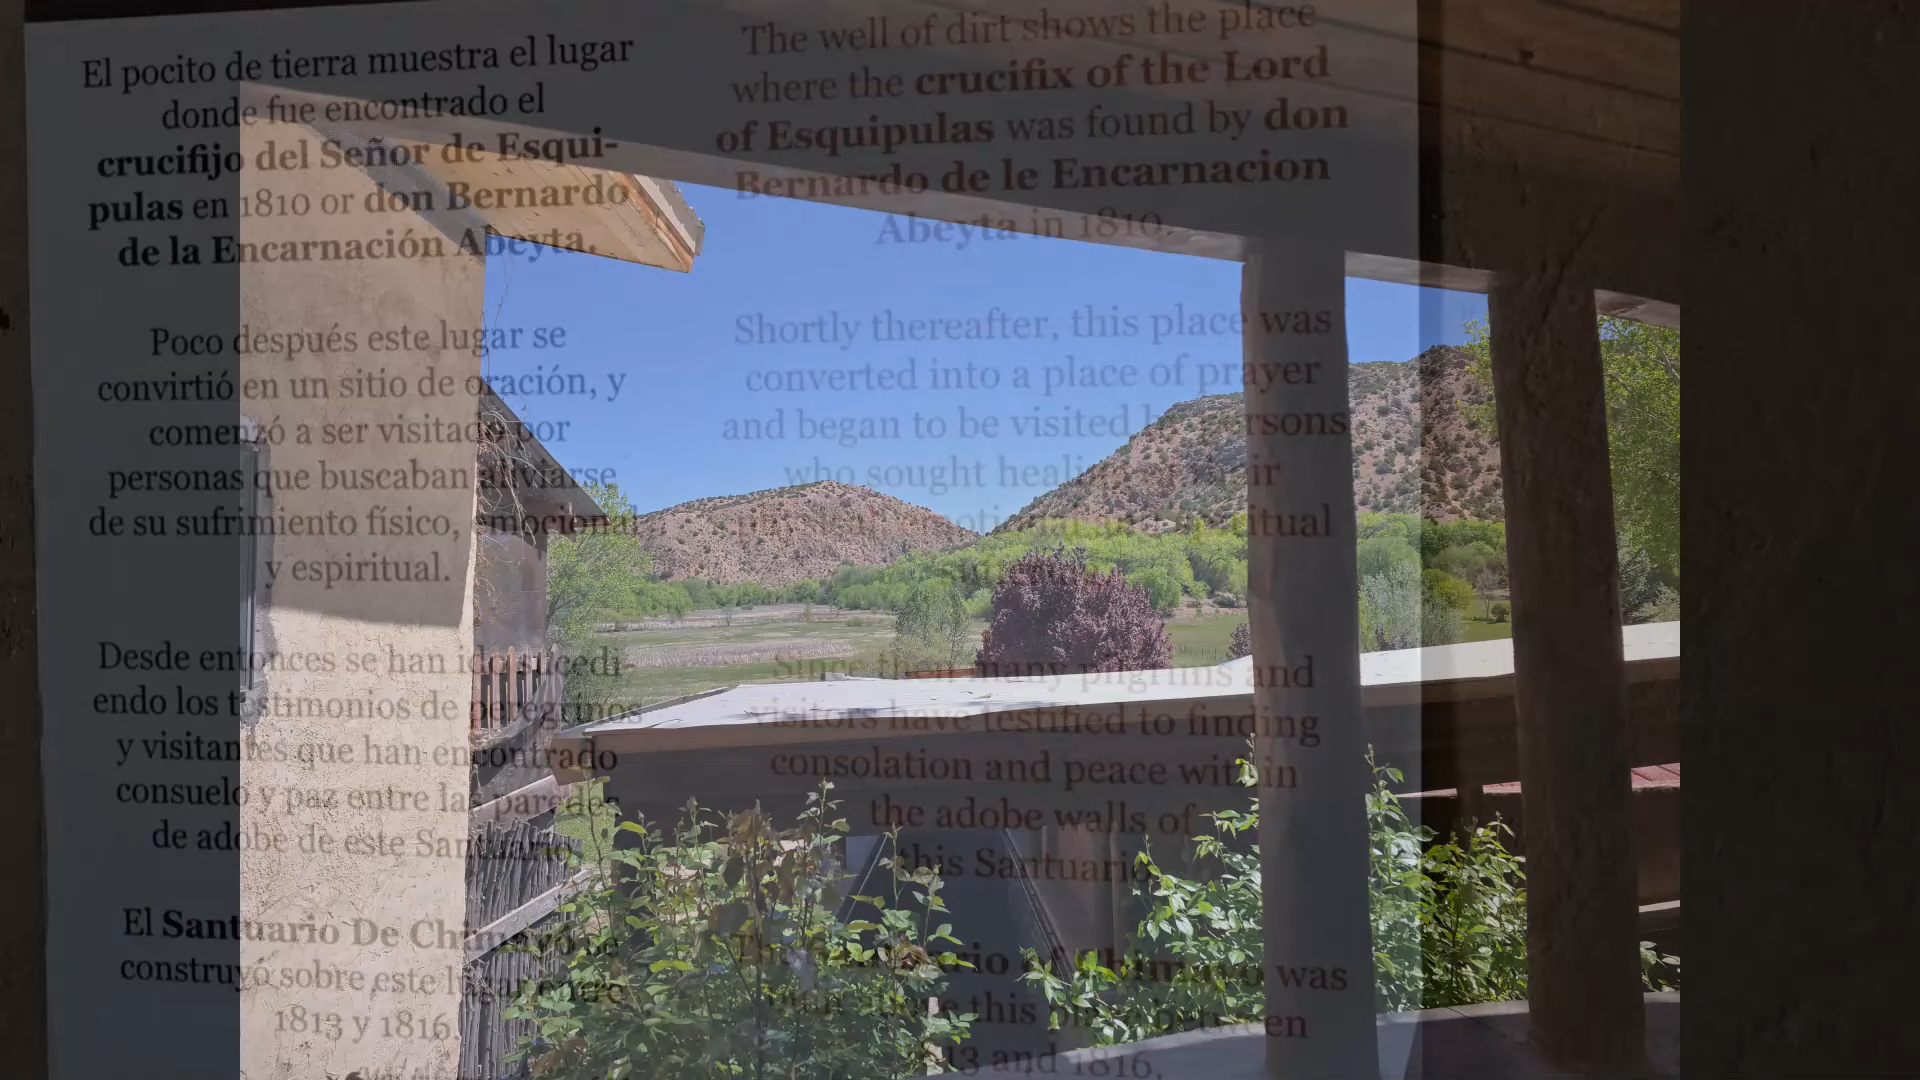 El pocito de tierra muestra el lugar
donde fue encontrado el
crucifijo del Señor de Esqui-
pulas en 1810 or don Bernardo
de la Encarnación Abeyta.
Poco después este lugar se
convirtió en un sitio de oración, y
comenzó a ser visitado por
personas que buscaban aliviarse
de su sufrimiento físico, emocional
y espiritual.
Desde entonces se han ido sucedi-
endo los testimonios de peregrinos
y visitantes que han encontrado
consuelo y paz entre las paredes
de adobe de este Santuario.
El Santuario De Chimayó se
construyó sobre este lugar entre
1813 y 1816.
The well of dirt shows the place
where the crucifix of the Lord
of Esquipulas was found by don
Bernardo de le Encarnacion
Abeyta in 1810.
Shortly thereafter, this place was
converted into a place of prayer
and began to be visited persons
who sought healing
Since then many pilgrims and
visitors have testified to finding
consolation and peace within
the adobe walls of
this Santuario
of Chimayo was
this between
1813 and 1816.